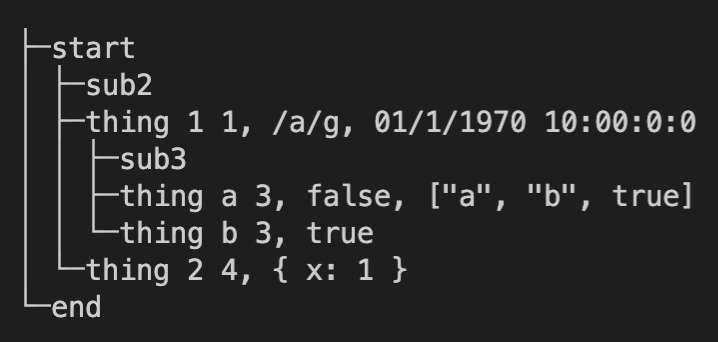 ├─start
│ ├─sub2
│ ├─thing 1 1, /a/g, 01/1/1970 10:00:0:0
│ │ ├─sub3
│ │ ├─thing a 3, false, ["a", "b", true]
│ │ └─thing b 3, true
│ └─thing 2 4, { x: 1 }
└─end